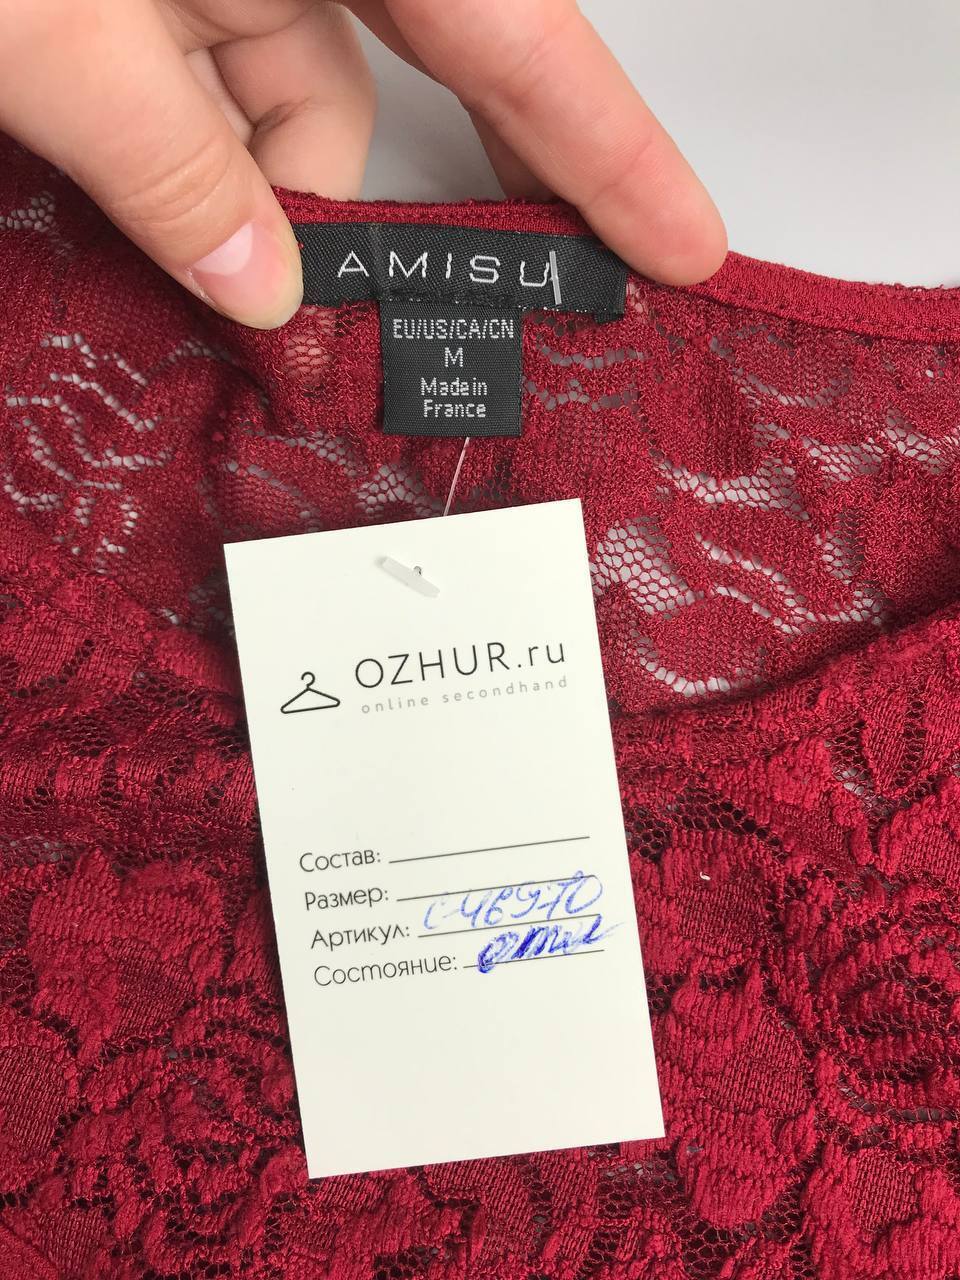 AMISU
EU/US/CA/CN
M
Made in
France
OZHUR.ru
online secondhand
Состав:
Размер:
Артикул:
Состояние: